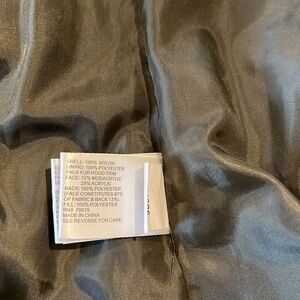 SHELL: 100% NYLON
LINING: 100% POLYESTER
FAUX FUR HOOD TRIM
FACE: 72% MODACRYLIC
28% ACRYLIC
BACK: 100% POLYESTER
(FACE CONSTITUTES 87%
OF FABRIC & BACK 13%)
FILL: 100% POLYESTER
RN# 79675
MADE IN CHINA
SEE REVERSE FOR CARE